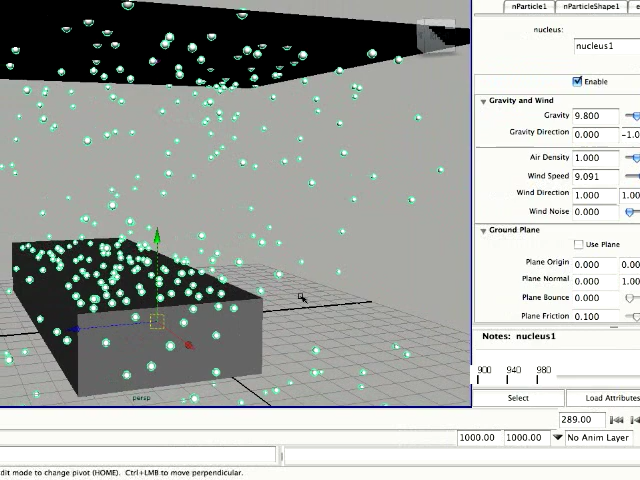 nParticle1 nParticleShape1 e
nucleus:
nucleus1
Enable
Gravity and Wind
Gravity 9.800
Gravity Direction 0.000 -1.0
Air Density 1.000
Wind Speed 9.091
Wind Direction 1.000 1.00
Wind Noise 0.000
Ground Plane
Use Plane
Plane Origin 0.000 0.00
Plane Normal 0.000 1.00
Plane Bounce 0.000
Plane Friction 0.100
Notes: nucleus1
persp
900 940 980
Select Load Attributes
289.00
1000.00 1000.00 No Anim Layer
dit mode to change pivot (HOME). Ctrl+LMB to move perpendicular.